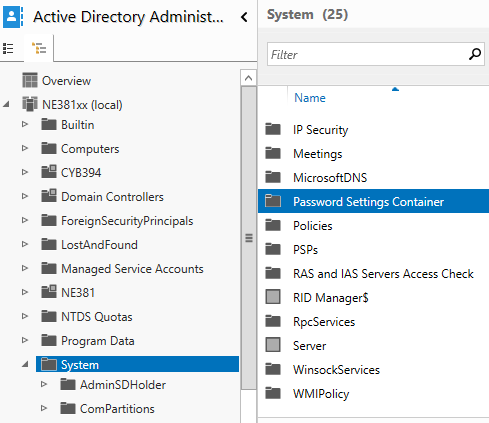 Active Directory Administ...
Overview
NE381xx (local)
Builtin
Computers
CYB394
Domain Controllers
ForeignSecurityPrincipals
LostAndFound
Managed Service Accounts
NE381
NTDS Quotas
Program Data
System
AdminSDHolder
ComPartitions
System (25)
Filter
Name
IP Security
Meetings
MicrosoftDNS
Password Settings Container
Policies
PSPs
RAS and IAS Servers Access Check
RID Manager$
RpcServices
Server
WinsockServices
WMIPolicy